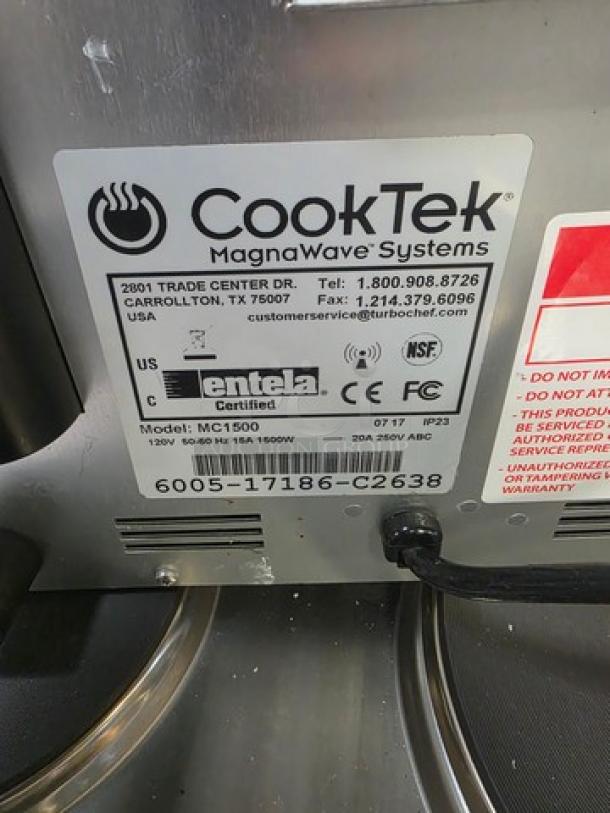 CookTek®
MagnaWave™ Systems
2801 TRADE CENTER DR. Tel: 1.800.908.8726
CARROLLTON, TX 75007 Fax: 1.214.379.6096
USA customerservice@turbochef.com
US
NSF®
C entela®
Certified CE FC
Model: MC1500 07 17 IP23
120V 50-60 Hz 15A 1500W 20A 250V ABC
6005-17186-C2638
- DO NOT IM
- DO NOT ATT
- THIS PRODU
BE SERVICED
AUTHORIZED
SERVICE REPRE
- UNAUTHORIZED
OR TAMPERING
WARRANTY